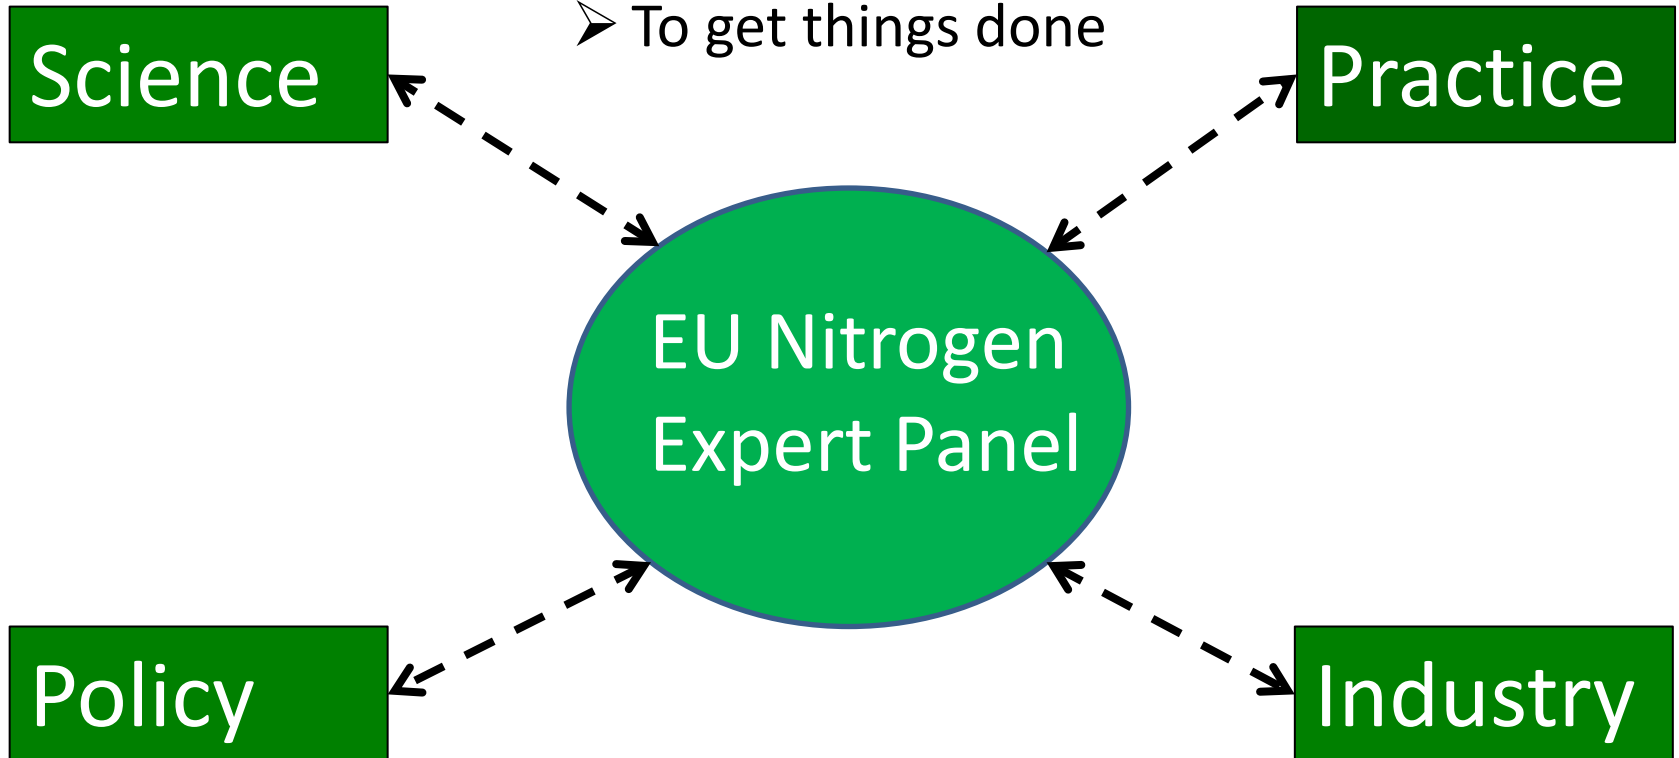 To get things done
Science
Practice
EU Nitrogen
Expert Panel
Policy
Industry